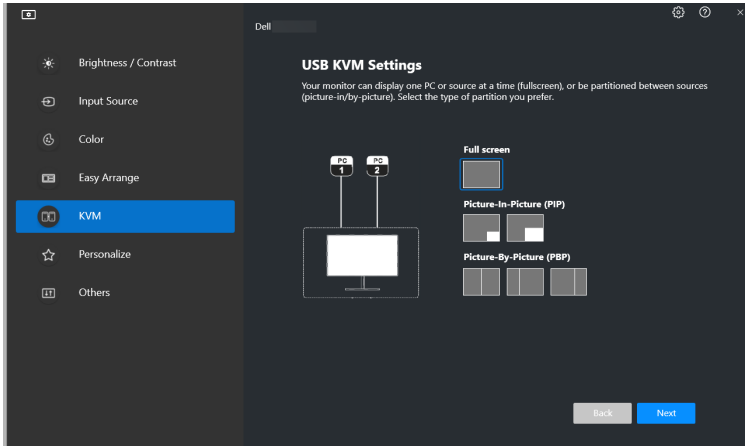 Dell
Brightness / Contrast
Input Source
Color
Easy Arrange
KVM
Personalize
Others
USB KVM Settings
Your monitor can display one PC or source at a time (fullscreen), or be partitioned between sources
(picture-in/by-picture). Select the type of partition you prefer.
PC PC
1 2
Full screen
Picture-In-Picture (PIP)
Picture-By-Picture (PBP)
Back Next